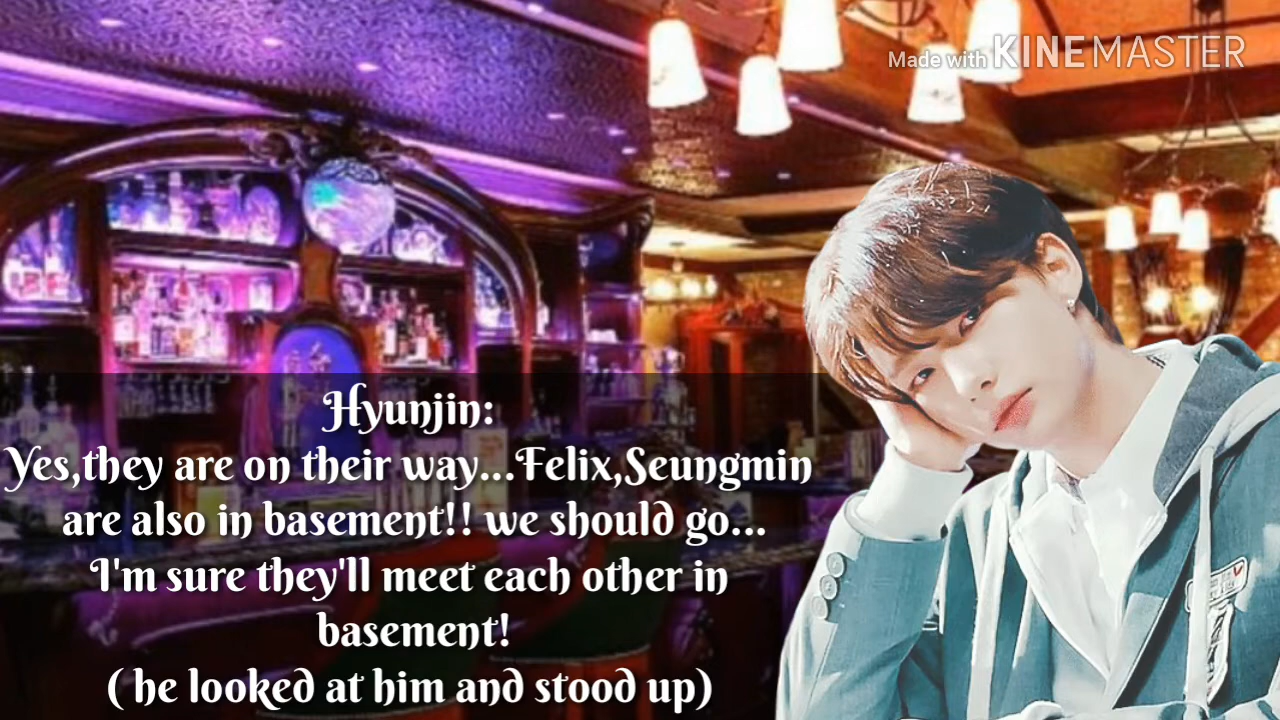 Made with KINEMASTER
Hyunjin:
Yes,they are on their way...Felix,Seungmin
are also in basement!! we should go...
I'm sure they'll meet each other in
basement!
( he looked at him and stood up)